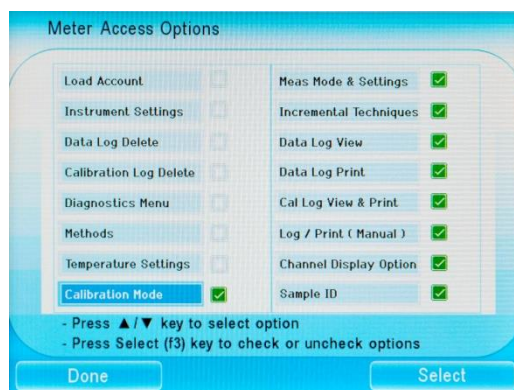 Meter Access Options
Load Account
Instrument Settings
Data Log Delete
Calibration Log Delete
Diagnostics Menu
Methods
Temperature Settings
Calibration Mode
Meas Mode & Settings
Incremental Techniques
Data Log View
Data Log Print
Cal Log View & Print
Log / Print ( Manual )
Channel Display Option
Sample ID
- Press ▲/▼ key to select option
- Press Select (f3) key to check or uncheck options
Done
Select